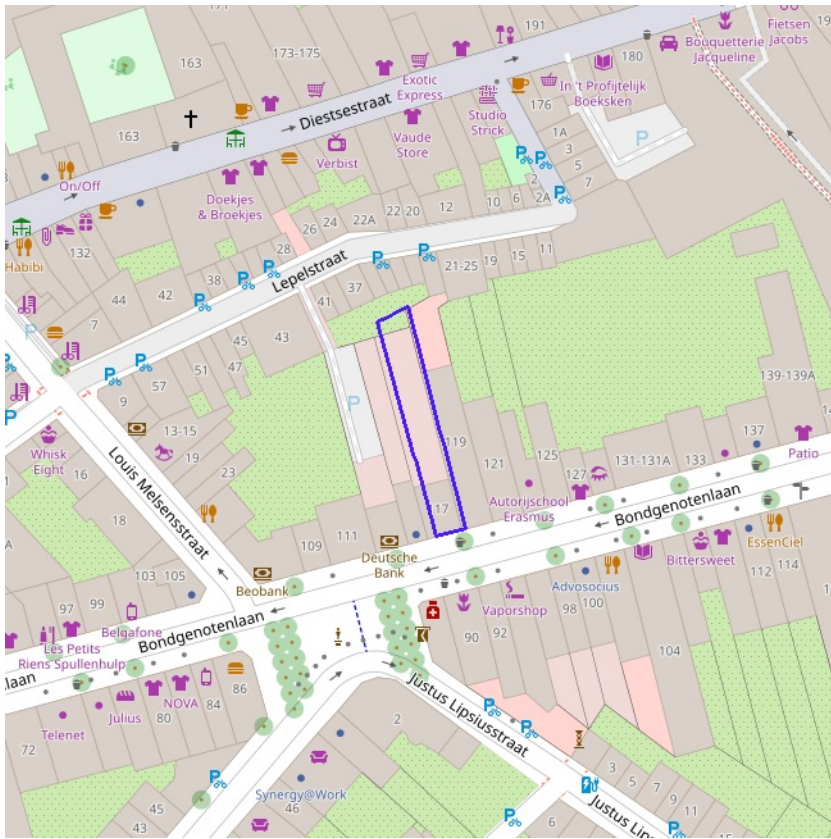 191
163
173-175
Exotic
Express
Diestsestraat
163
Vaude
Store
Verbist
Studio
Strick
176
In 't Profijtelijk
Boeksken
180
Bouquetterie
Jacqueline
Fietsen
Jacobs
P
1A
3
5
7
On/Off
Doekjes
& Broekjes
Habibi
132
26
24
22A
22
20
12
10
6
2
2A
28
Lepelstraat
21-25
19
15
11
38
42
44
7
41
37
43
45
47
51
57
9
P
P
13-15
19
23
Whisk
Eight
16
18
Louis Melsensstraat
139-139A
137
Patio
119
121
125
127
131-131A
133
17
Autorijschool
Erasmus
Bondgenotenlaan
109
111
Deutsche
Bank
Beobank
Bittersweet
EssenCiel
112
114
Advosocius
98
100
Vaporshop
90
92
104
103
105
97
99
Belgafone
Bondgenotenlaan
Les Petits
Riens Spullenhulp
laan
Julius
NOVA
80
84
86
Telenet
72
2
Justus Lipsiusstraat
Synergy@Work
46
45
43
3
5
7
9
11
15
6
Justus Lip